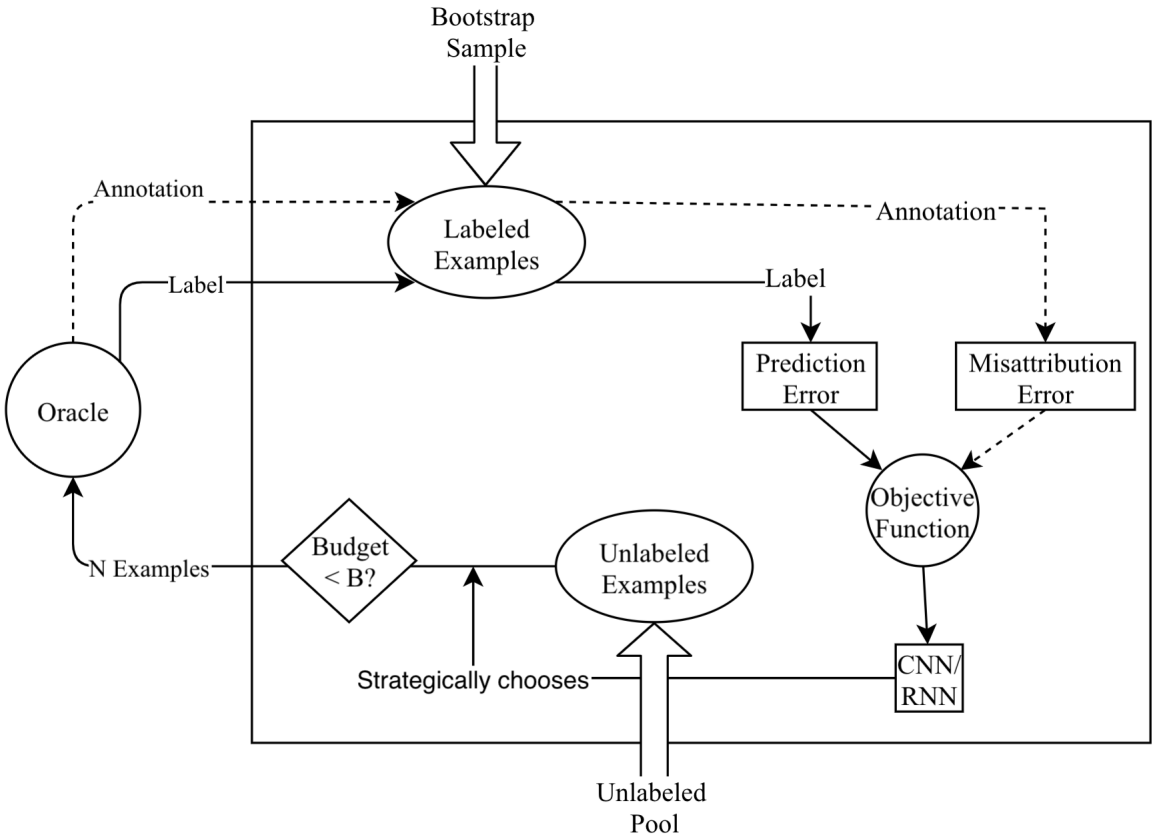 Bootstrap
Sample
Annotation
Labeled
Examples
Annotation
Label
Label
Prediction
Error
Misattribution
Error
Oracle
Objective
Function
Budget
< B?
Unlabeled
Examples
N Examples
Strategically chooses
CNN/
RNN
Unlabeled
Pool